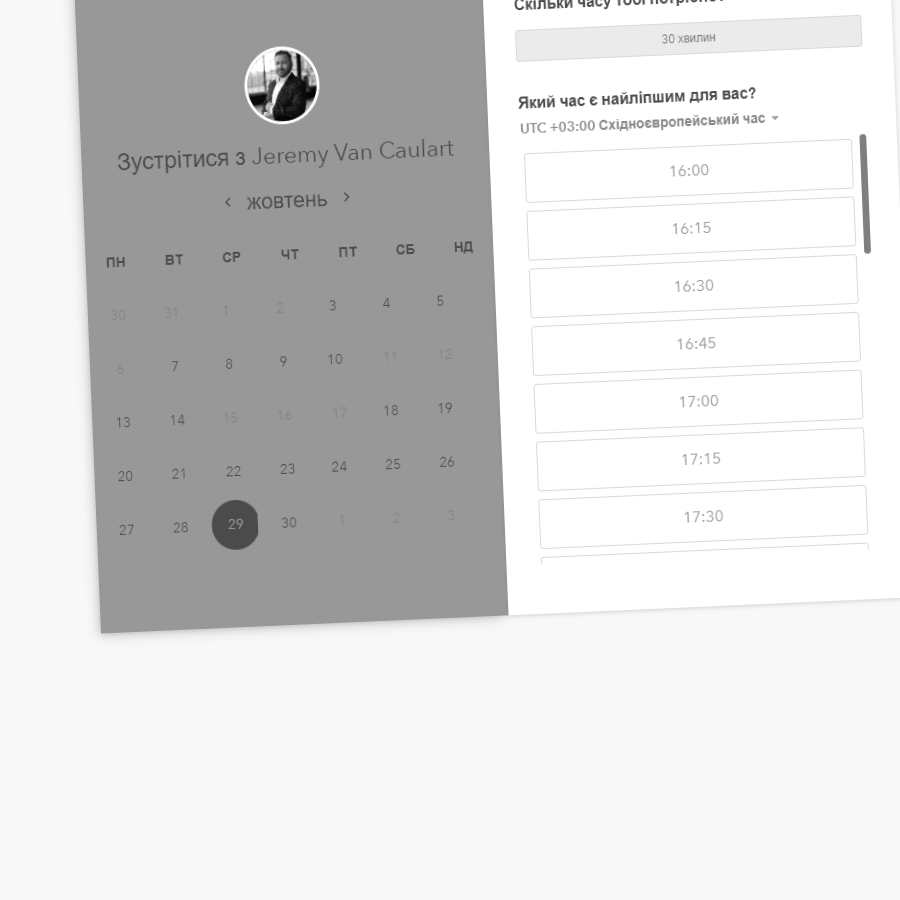 Зустрітися з Jeremy Van Caulart
жовтень
ПН ВТ СР ЧТ ПТ СБ НД
30 31 1 2 3 4 5
6 7 8 9 10 11 12
13 14 15 16 17 18 19
20 21 22 23 24 25 26
27 28 29 30 1 2 3
Скільки часу тобі потрібно?
30 хвилин
Який час є найліпшим для вас?
UTC +03:00 Східноєвропейський час
16:00
16:15
16:30
16:45
17:00
17:15
17:30